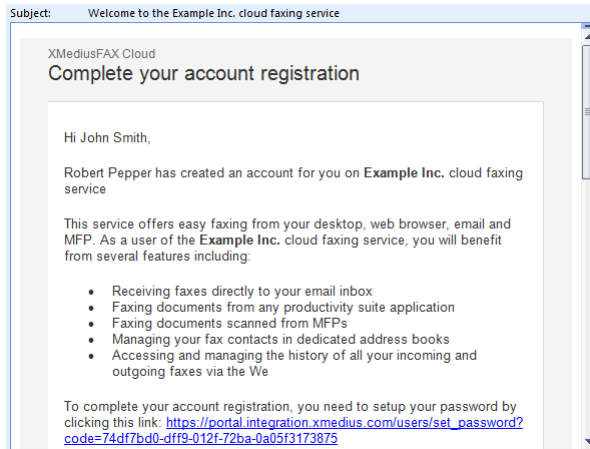 Subject: Welcome to the Example Inc. cloud faxing service
XMediusFAX Cloud
Complete your account registration
Hi John Smith,
Robert Pepper has created an account for you on Example Inc. cloud faxing
service
This service offers easy faxing from your desktop, web browser, email and
MFP. As a user of the Example Inc. cloud faxing service, you will benefit
from several features including:
• Receiving faxes directly to your email inbox
• Faxing documents from any productivity suite application
• Faxing documents scanned from MFPs
• Managing your fax contacts in dedicated address books
• Accessing and managing the history of all your incoming and
outgoing faxes via the We
To complete your account registration, you need to setup your password by
clicking this link: https://portal.integration.xmedius.com/users/set_password?
code=74df7bd0-dff9-012f-72ba-0a05f3173875